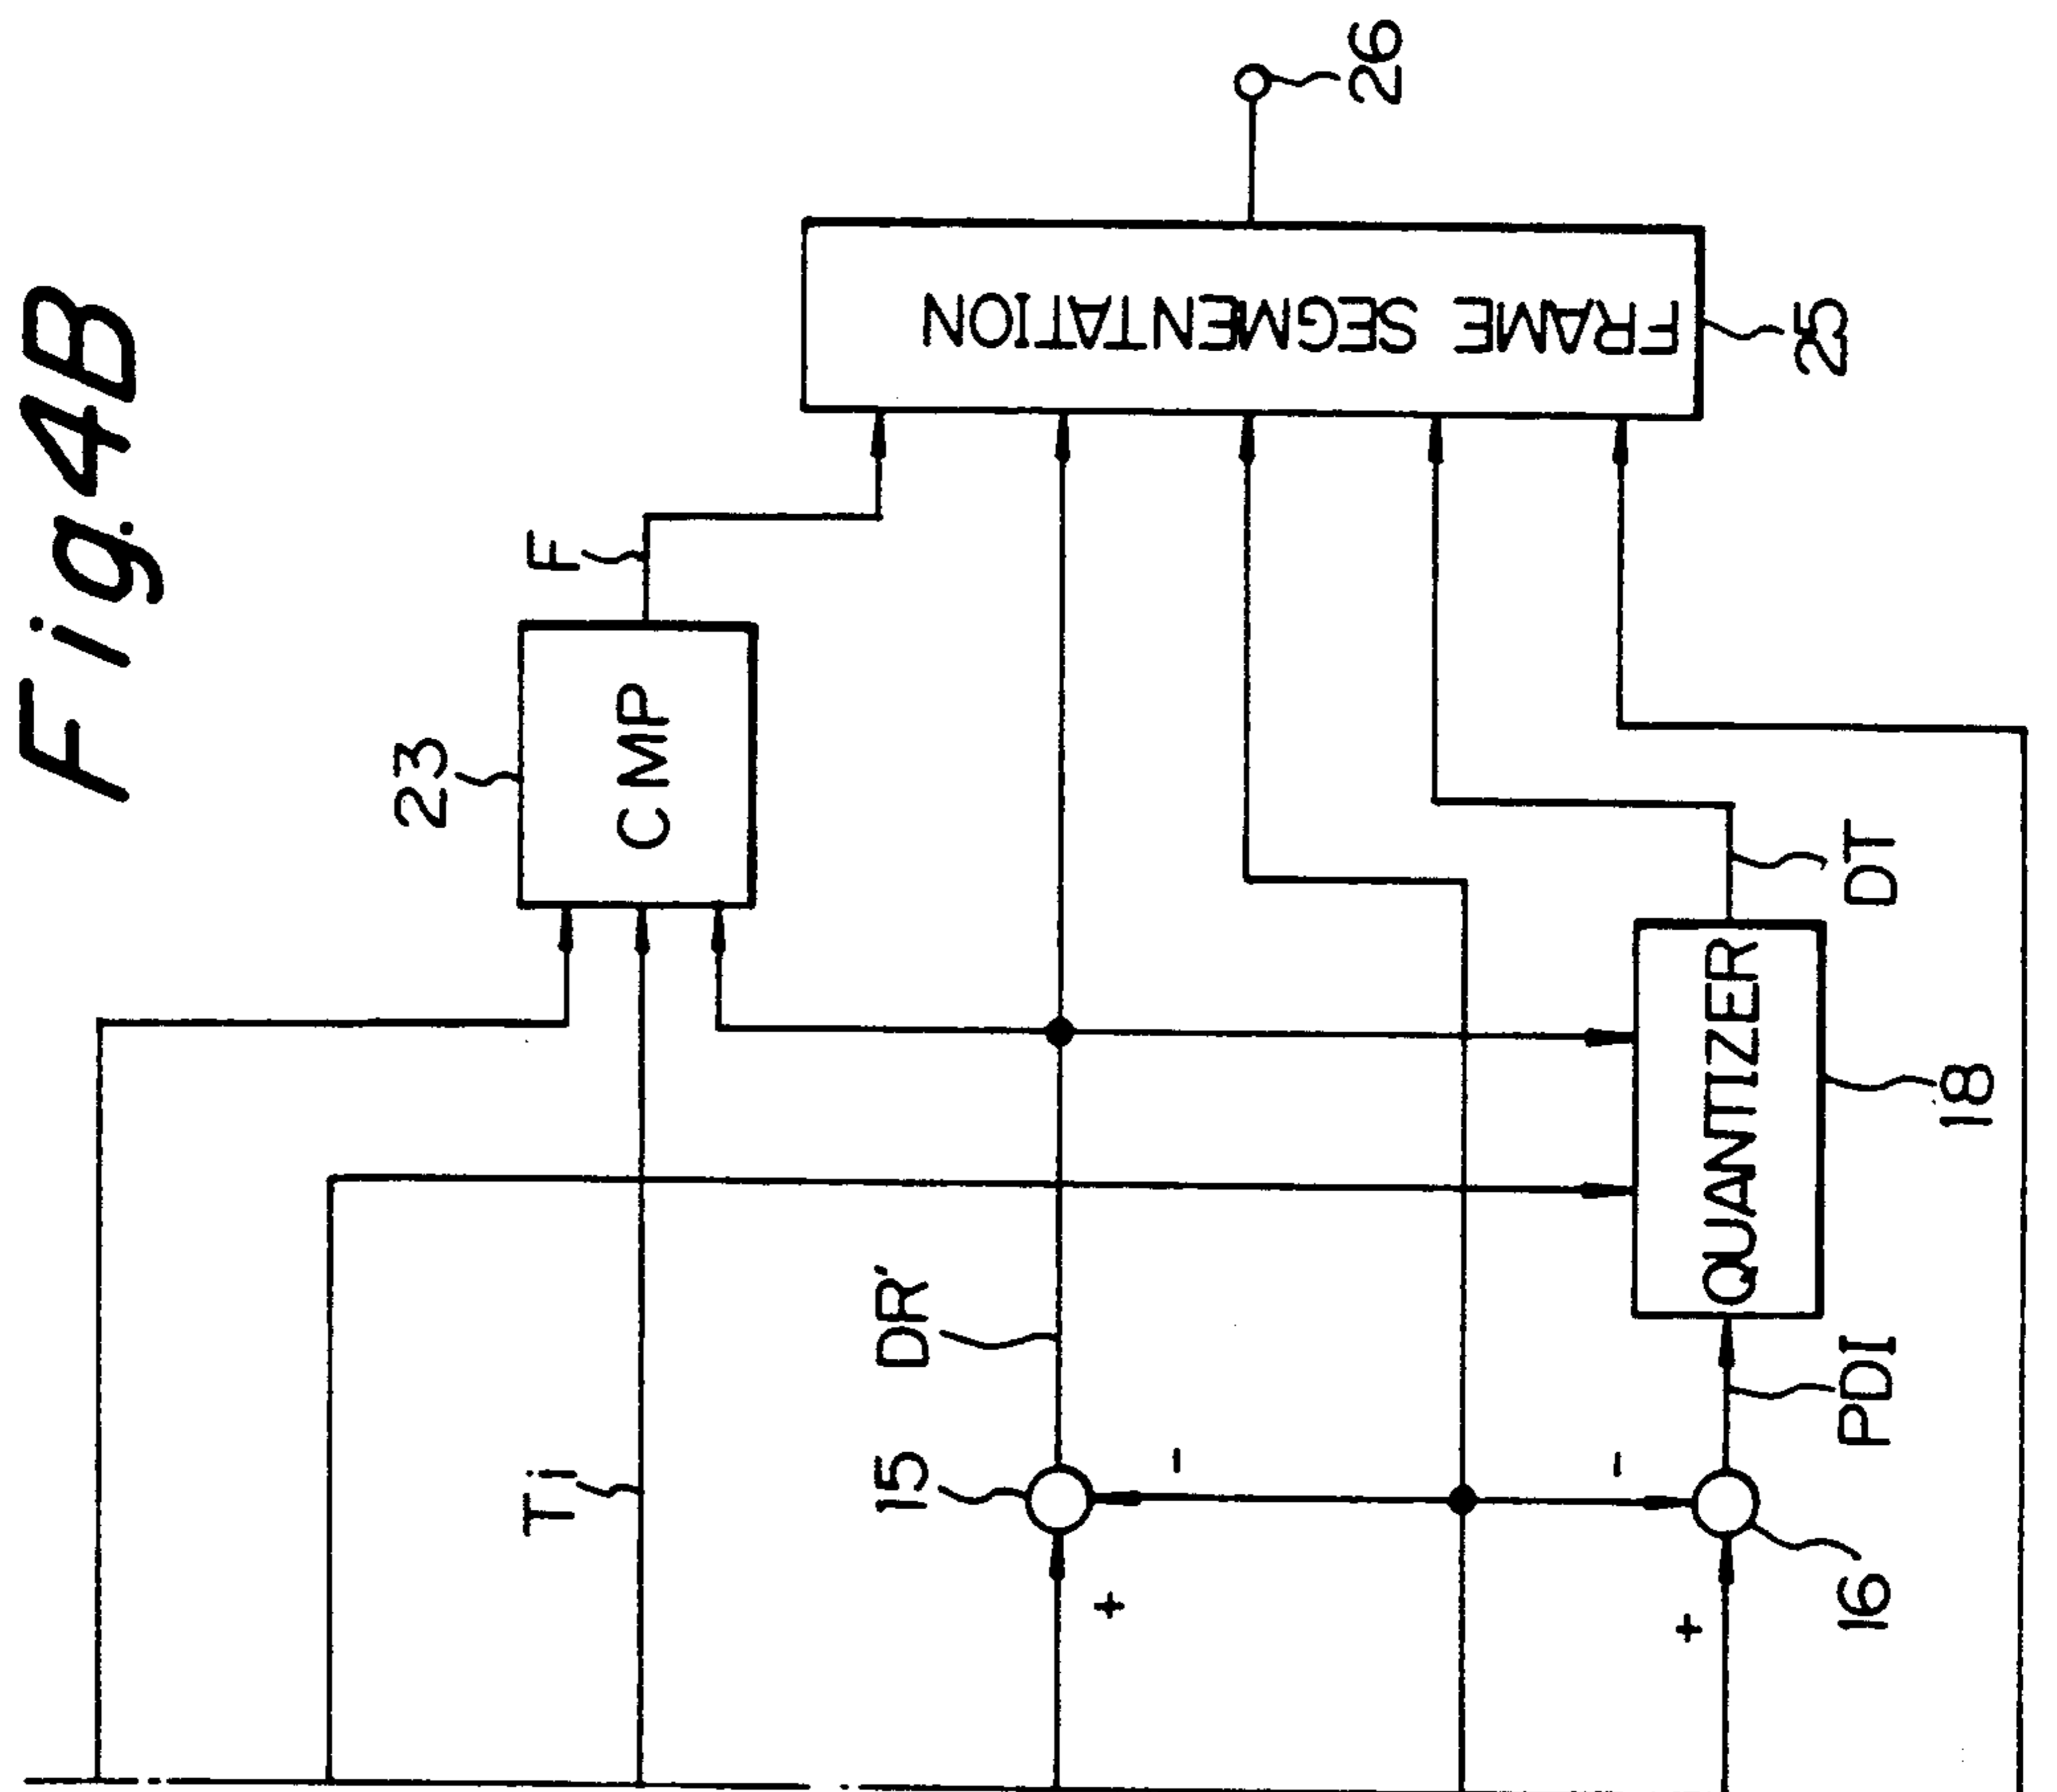 Fig. 4B
23
CMP
F
FRAME SEGMENTATION
25
26
Ti
15
DR'
+
-
-
+
16
PDI
QUANTIZER
18
DT